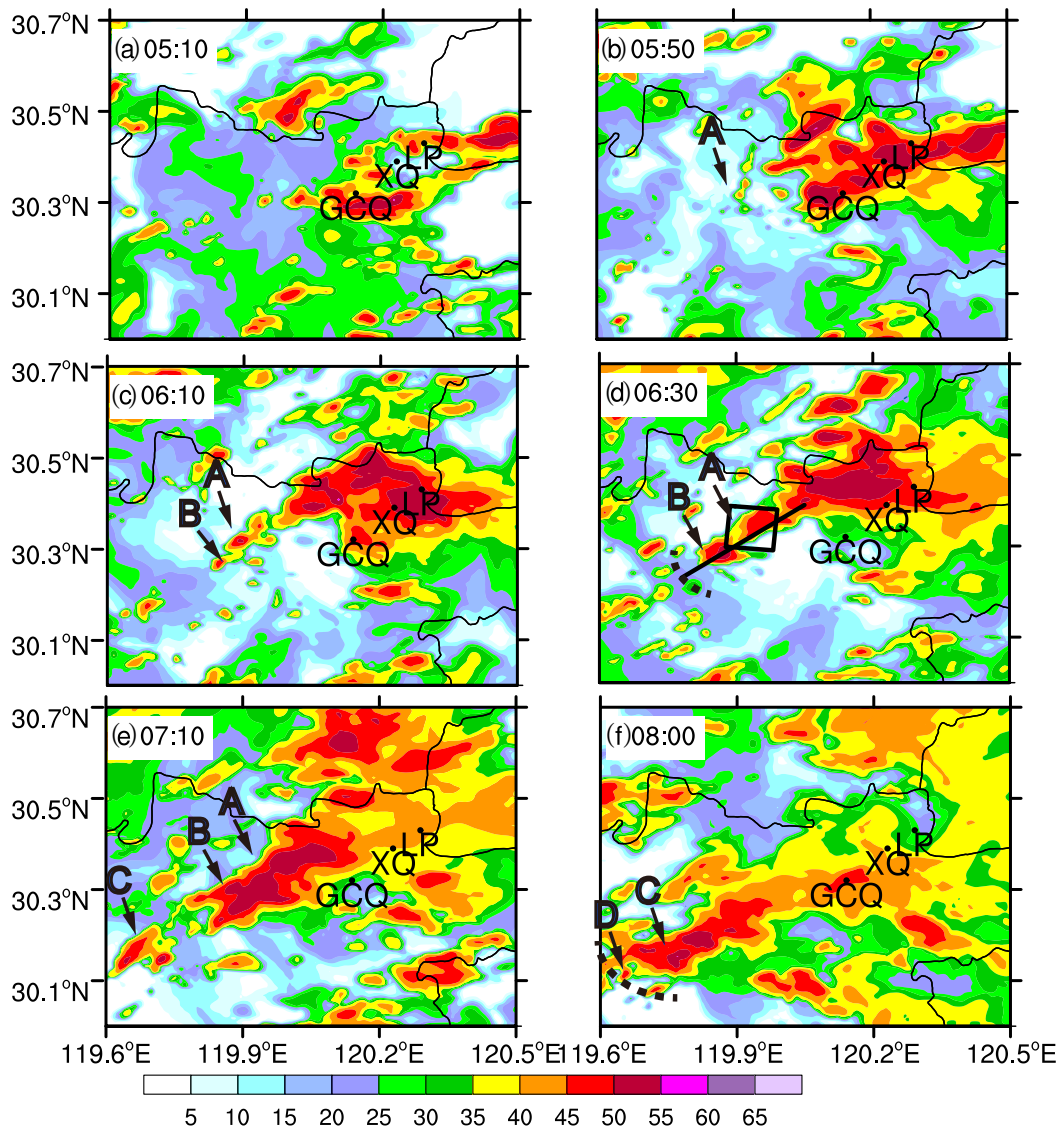 30.7°N
(a) 05:10
(b) 05:50
30.5°N
A
LP
LP
XQ
XQ
30.3°N
GCQ
GCQ
30.1°N
30.7°N
(c) 06:10
(d) 06:30
30.5°N
A
A
LP
LP
B
B
XQ
XQ
30.3°N
GCQ
GCQ
30.1°N
30.7°N
(e) 07:10
(f) 08:00
30.5°N
A
B
LP
LP
XQ
XQ
C
C
30.3°N
GCQ
GCQ
D
30.1°N
119.6°E 119.9°E 120.2°E 120.5°E
119.6°E 119.9°E 120.2°E 120.5°E
5 10 15 20 25 30 35 40 45 50 55 60 65